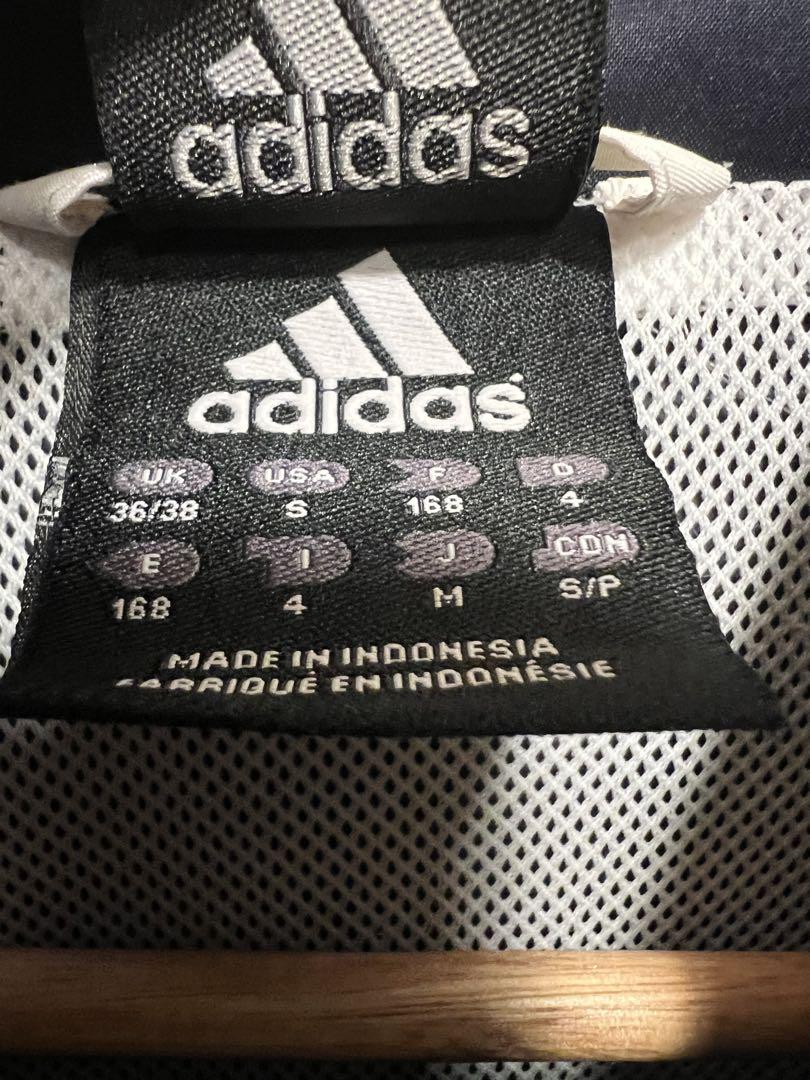 adidas
adidas
UK USA F D
36/38 S 168 4
E I J CDN
168 4 M S/P
MADE IN INDONESIA
FABRIQUÉ EN INDONÉSIE